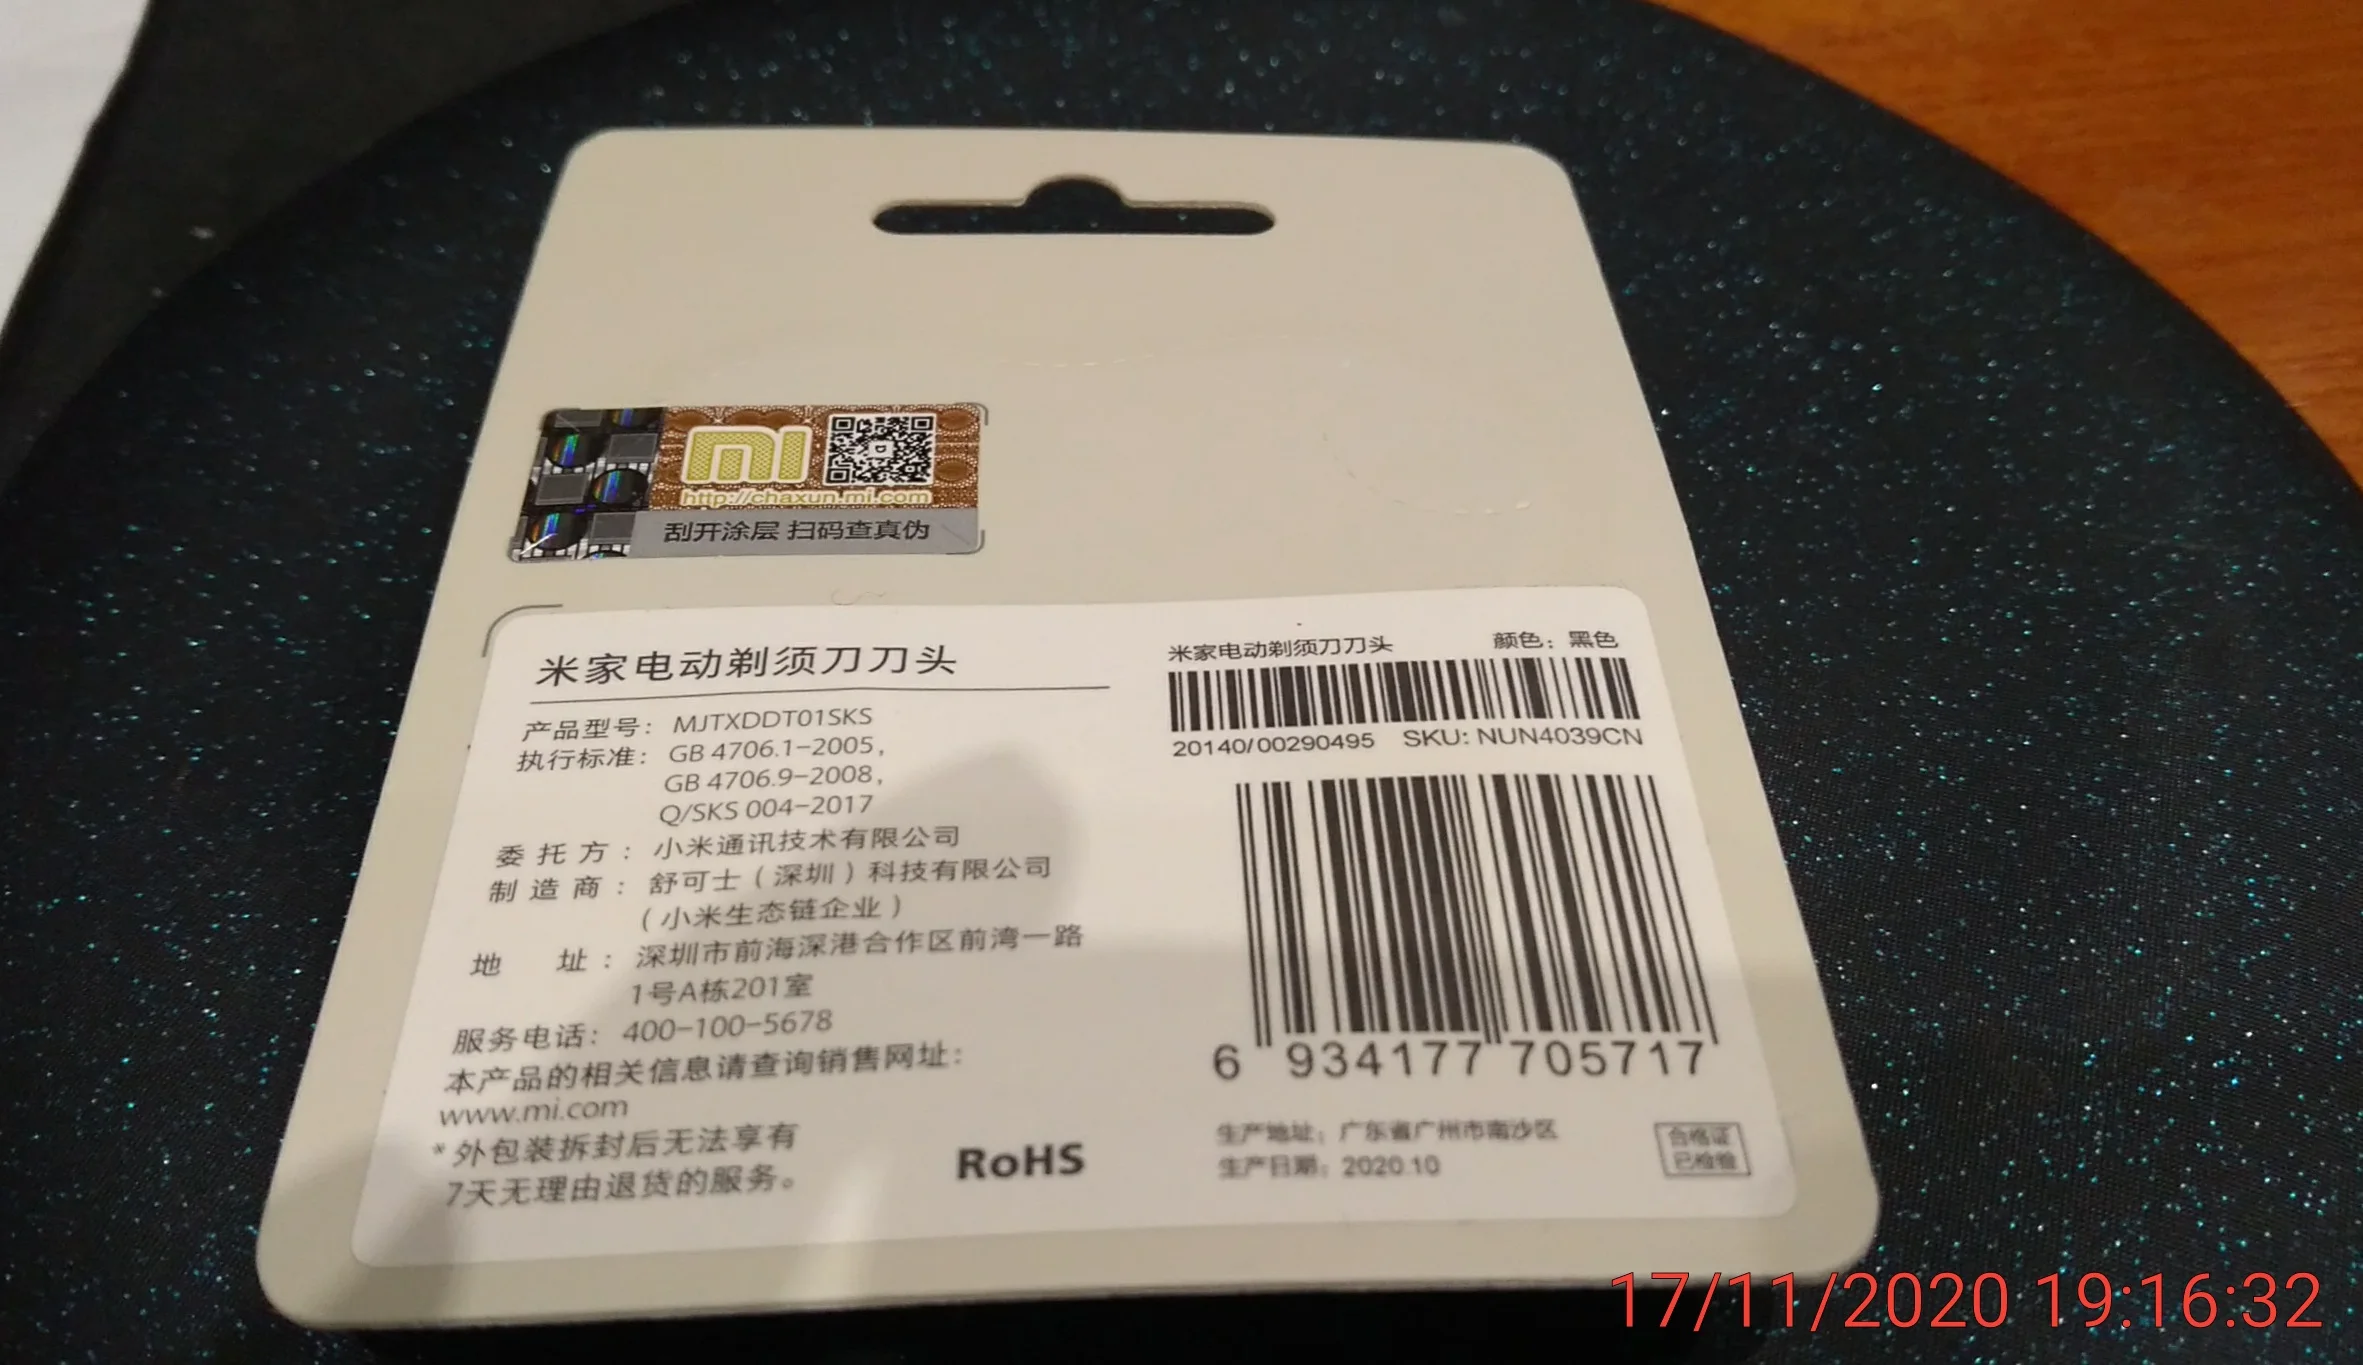 mi
http://chaxun.mi.com
刮开涂层 扫码查真伪
米家电动剃须刀刀头
产品型号： MJTXDDT01SKS
执行标准： GB 4706.1-2005，
GB 4706.9-2008，
Q/SKS 004-2017
委托方： 小米通讯技术有限公司
制造商： 舒可士（深圳）科技有限公司
（小米生态链企业）
地 址： 深圳市前海深港合作区前湾一路
1号A栋201室
服务电话： 400-100-5678
本产品的相关信息请查询销售网址：
www.mi.com
*外包装拆封后无法享有
7天无理由退货的服务。
RoHS
米家电动剃须刀刀头 颜色：黑色
20140/00290495 SKU: NUN4039CN
6 934177 705717
生产地址：广东省广州市南沙区
生产日期：2020.10
合格证
已检验
17/11/2020 19:16:32